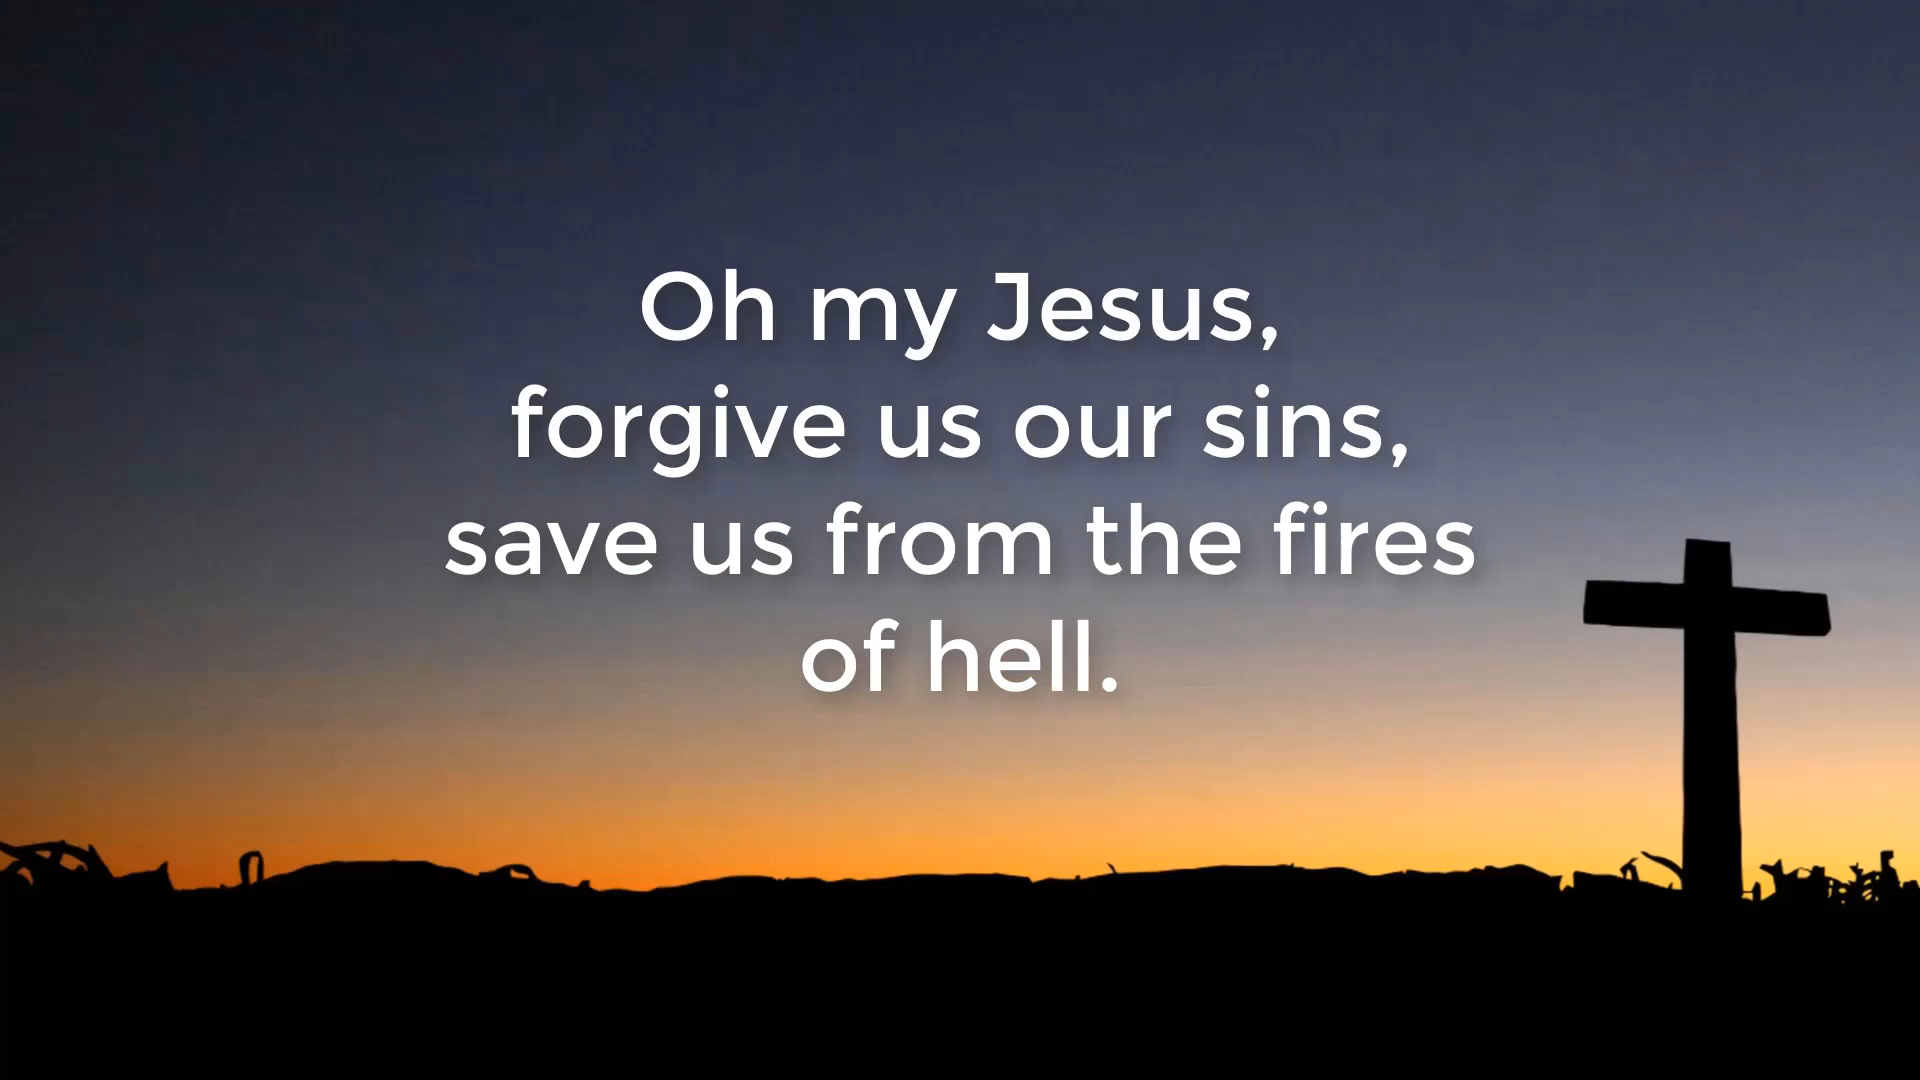 Oh my Jesus,
forgive us our sins,
save us from the fires
of hell.